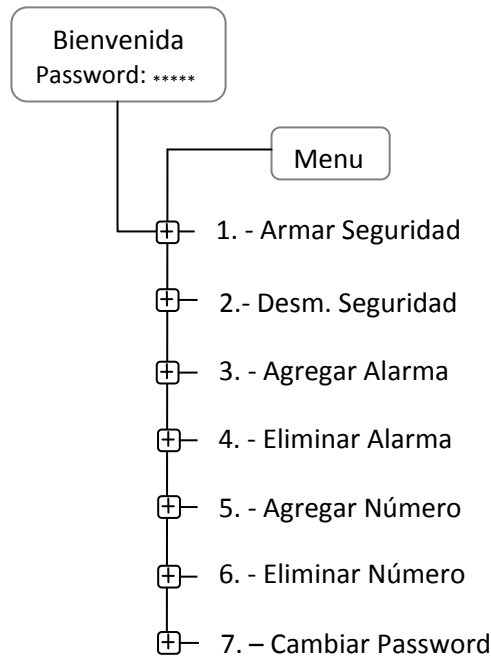 Bienvenida
Password: *****
Menu
1. - Armar Seguridad
2.- Desm. Seguridad
3. - Agregar Alarma
4. - Eliminar Alarma
5. - Agregar Número
6. - Eliminar Número
7. – Cambiar Password